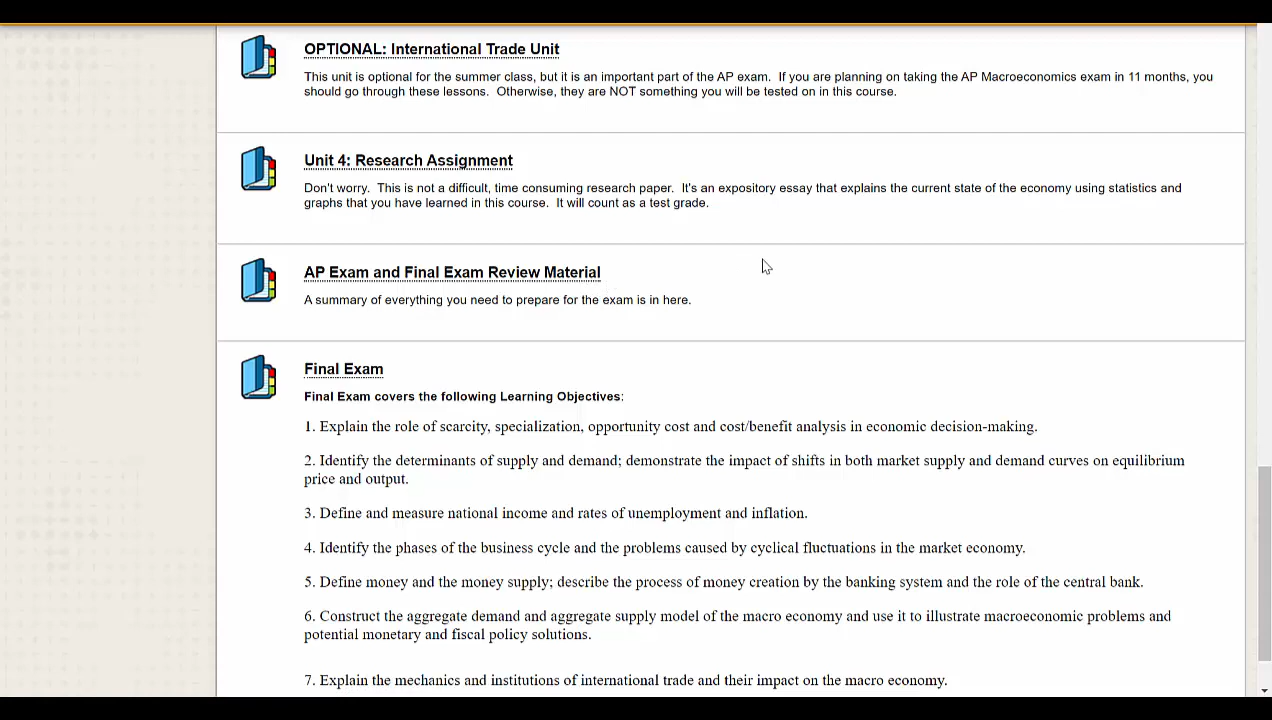 OPTIONAL: International Trade Unit
This unit is optional for the summer class, but it is an important part of the AP exam.  If you are planning on taking the AP Macroeconomics exam in 11 months, you
should go through these lessons.  Otherwise, they are NOT something you will be tested on in this course.
Unit 4: Research Assignment
Don't worry.  This is not a difficult, time consuming research paper.  It's an expository essay that explains the current state of the economy using statistics and
graphs that you have learned in this course.  It will count as a test grade.
AP Exam and Final Exam Review Material
A summary of everything you need to prepare for the exam is in here.
Final Exam
Final Exam covers the following Learning Objectives:
1. Explain the role of scarcity, specialization, opportunity cost and cost/benefit analysis in economic decision-making.
2. Identify the determinants of supply and demand; demonstrate the impact of shifts in both market supply and demand curves on equilibrium
price and output.
3. Define and measure national income and rates of unemployment and inflation.
4. Identify the phases of the business cycle and the problems caused by cyclical fluctuations in the market economy.
5. Define money and the money supply; describe the process of money creation by the banking system and the role of the central bank.
6. Construct the aggregate demand and aggregate supply model of the macro economy and use it to illustrate macroeconomic problems and
potential monetary and fiscal policy solutions.
7. Explain the mechanics and institutions of international trade and their impact on the macro economy.